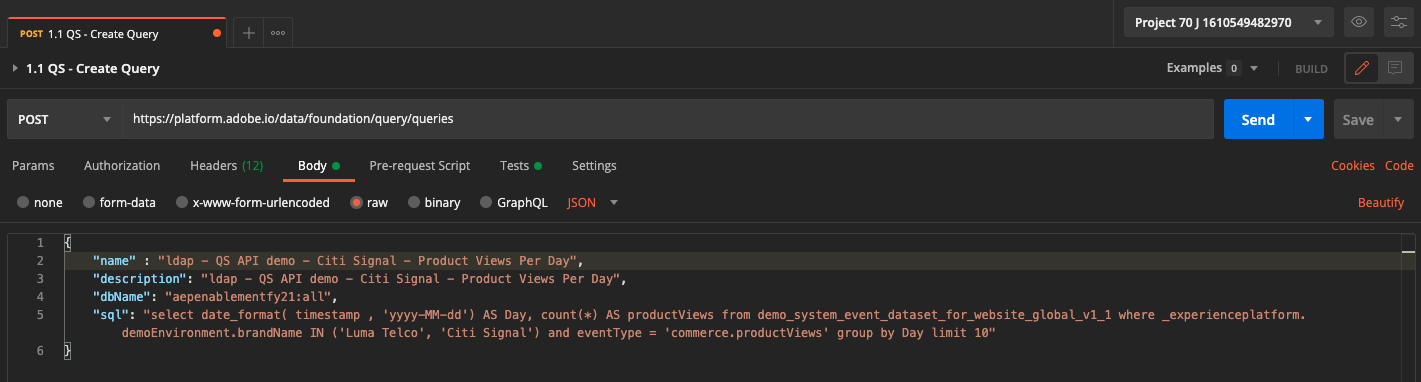 POST 1.1 QS - Create Query
Project 70 J 1610549482970
1.1 QS - Create Query
Examples 0
BUILD
POST
https://platform.adobe.io/data/foundation/query/queries
Send
Save
Params
Authorization
Headers (12)
Body
Pre-request Script
Tests
Settings
Cookies
Code
none
form-data
x-www-form-urlencoded
raw
binary
GraphQL
JSON
Beautify
1 {
2 "name" : "ldap - QS API demo - Citi Signal - Product Views Per Day",
3 "description": "ldap - QS API demo - Citi Signal - Product Views Per Day",
4 "dbName": "aepenablementfy21:all",
5 "sql": "select date_format( timestamp , 'yyyy-MM-dd') AS Day, count(*) AS productViews from demo_system_event_dataset_for_website_global_v1_1 where _experienceplatform.
demoEnvironment.brandName IN ('Luma Telco', 'Citi Signal') and eventType = 'commerce.productViews' group by Day limit 10"
6 }